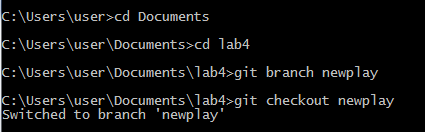 C:\Users\user>cd Documents
C:\Users\user\Documents>cd lab4
C:\Users\user\Documents\lab4>git branch newplay
C:\Users\user\Documents\lab4>git checkout newplay
Switched to branch 'newplay'